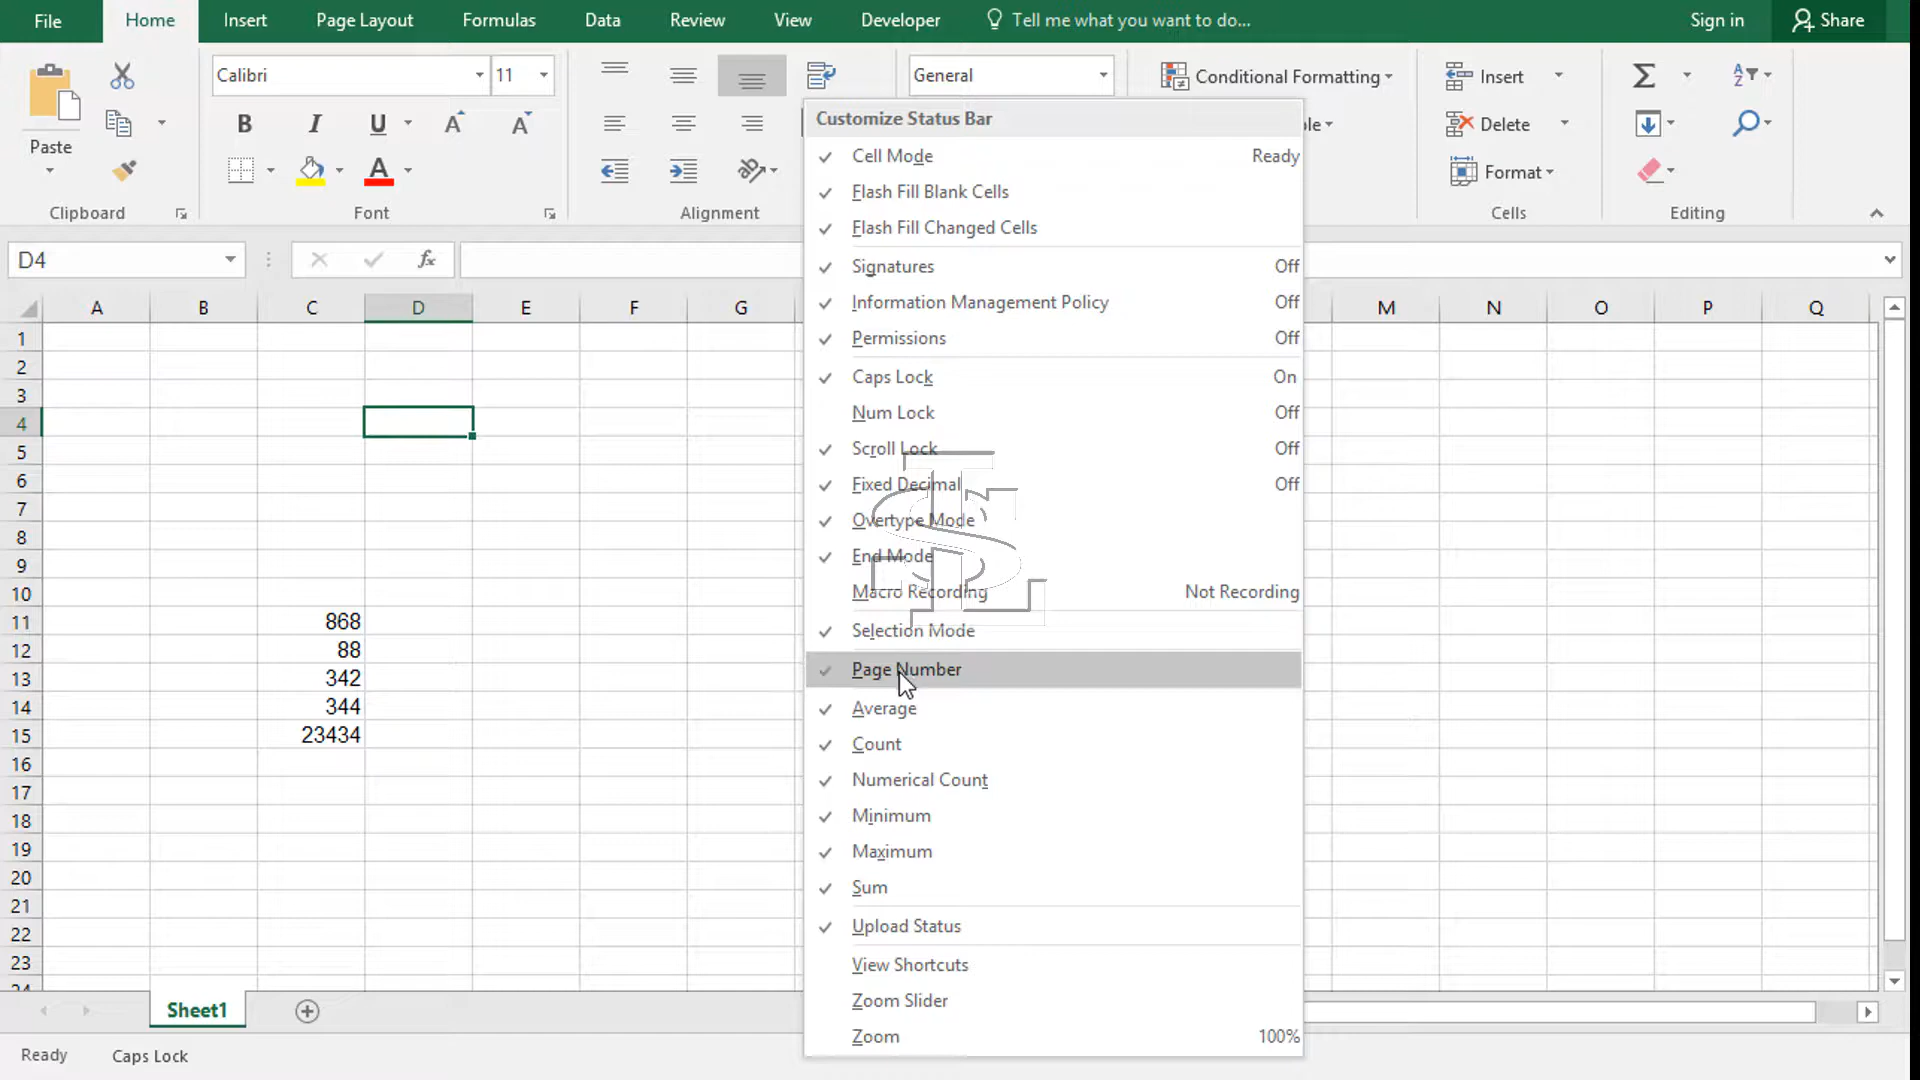 File Home Insert Page Layout Formulas Data Review View Developer Tell me what you want to do... Sign in Share
Calibri 11 General Conditional Formatting Insert Σ
Paste B I U A A le Delete
A Format
Clipboard Font Alignment Cells Editing
D4 fx
A B C D E F G M N O P Q
1
2
3
4
5
6
7
8
9
10
11 868
12 88
13 342
14 344
15 23434
16
17
18
19
20
21
22
23
24
Customize Status Bar
Cell Mode Ready
Flash Fill Blank Cells
Flash Fill Changed Cells
Signatures Off
Information Management Policy Off
Permissions Off
Caps Lock On
Num Lock Off
Scroll Lock Off
Fixed Decimal Off
Overtype Mode
End Mode
Macro Recording Not Recording
Selection Mode
Page Number
Average
Count
Numerical Count
Minimum
Maximum
Sum
Upload Status
View Shortcuts
Zoom Slider
Zoom 100%
Sheet1
Ready Caps Lock